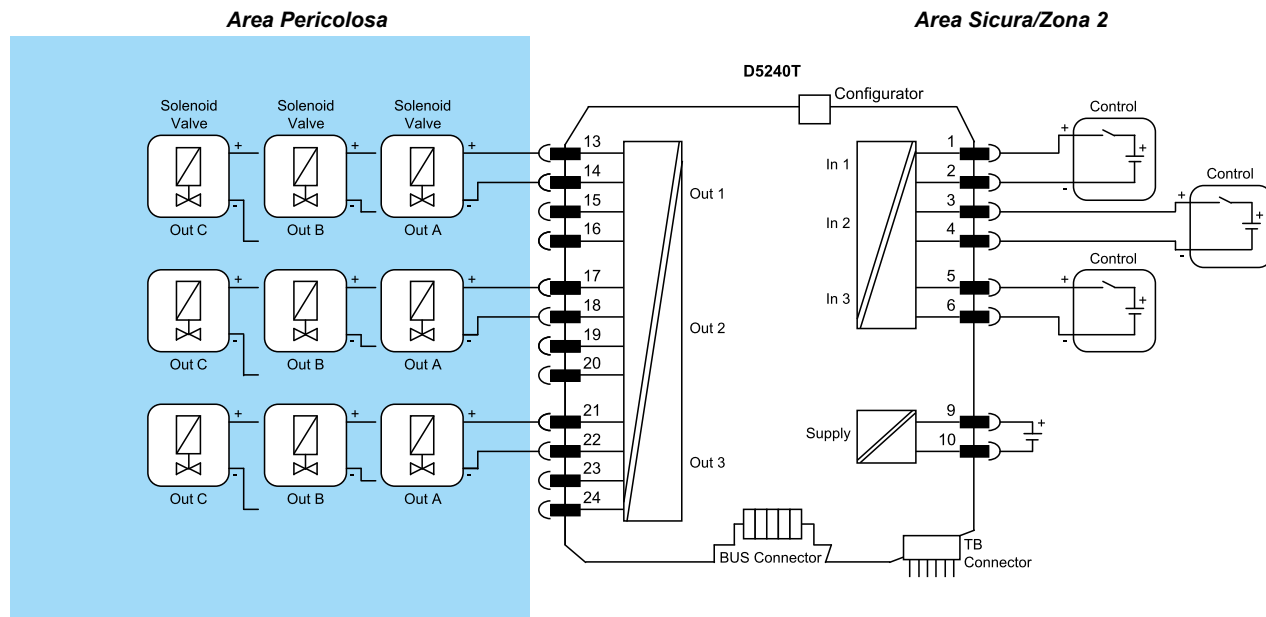 Area Pericolosa
Area Sicura/Zona 2
D5240T
Configurator
Solenoid
Valve
Solenoid
Valve
Solenoid
Valve
+
-
Out C
+
-
Out B
+
-
Out A
13
14
15
16
Out 1
+
-
Out C
+
-
Out B
+
-
Out A
17
18
19
20
Out 2
+
-
Out C
+
-
Out B
+
-
Out A
21
22
23
24
Out 3
In 1
1
2
Control
+
-
+
In 2
3
4
Control
+
-
+
In 3
5
6
Control
+
-
+
Supply
9
10
+
BUS Connector
TB
Connector